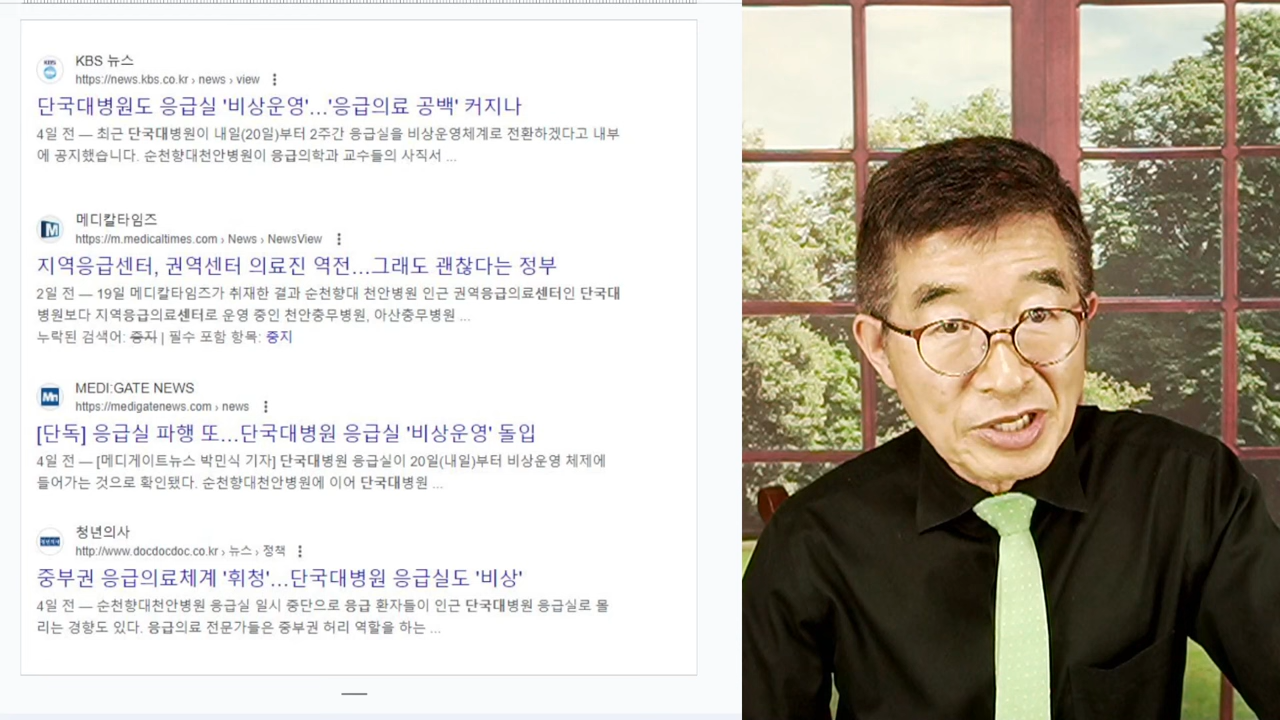 KBS 뉴스
https://news.kbs.co.kr › news › view
단국대병원도 응급실 '비상운영'…'응급의료 공백' 커지나
4일 전 — 최근 단국대병원이 내일(20일)부터 2주간 응급실을 비상운영체계로 전환하겠다고 내부
에 공지했습니다. 순천향대천안병원이 응급의학과 교수들의 사직서 ...
메디칼타임즈
https://m.medicaltimes.com › News › NewsView
지역응급센터, 권역센터 의료진 역전…그래도 괜찮다는 정부
2일 전 — 19일 메디칼타임즈가 취재한 결과 순천향대 천안병원 인근 권역응급의료센터인 단국대
병원보다 지역응급의료센터로 운영 중인 천안충무병원, 아산충무병원 ...
누락된 검색어: 중지 | 필수 포함 항목: 중지
Mn
MEDI:GATE NEWS
https://medigatenews.com › news
[단독] 응급실 파행 또…단국대병원 응급실 '비상운영' 돌입
4일 전 — [메디게이트뉴스 박민식 기자] 단국대병원 응급실이 20일(내일)부터 비상운영 체제에
들어가는 것으로 확인됐다. 순천향대천안병원에 이어 단국대병원 ...
청년의사
http://www.docdocdoc.co.kr › 뉴스 › 정책
중부권 응급의료체계 '휘청'…단국대병원 응급실도 '비상'
4일 전 — 순천향대천안병원 응급실 일시 중단으로 응급 환자들이 인근 단국대병원 응급실로 몰
리는 경향도 있다. 응급의료 전문가들은 중부권 허리 역할을 하는 ...